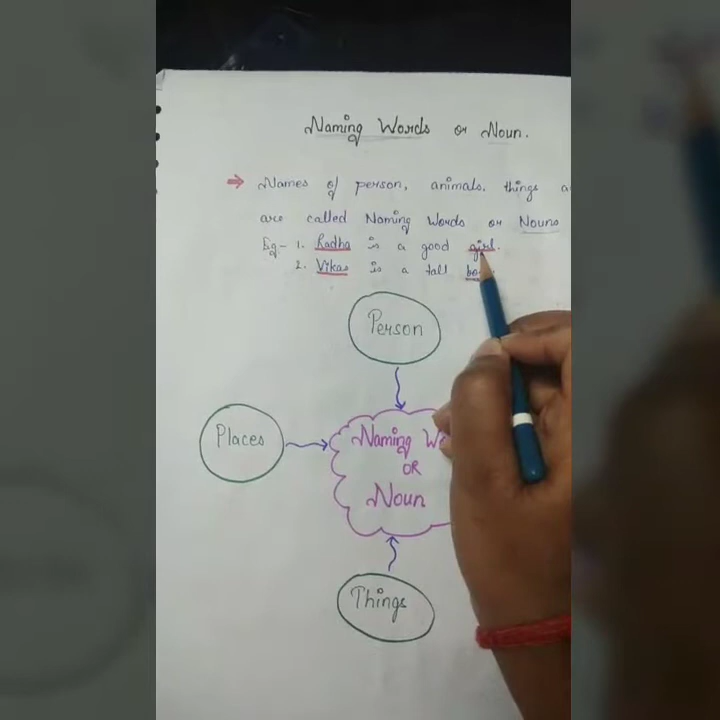 Naming Words or Noun.
→ Names of person, animals, things
are called Naming Words or Nouns
Eg- 1. Radha is a good girl.
2. Vikas is a tall
Person
Places
Naming
OR
Noun
Things